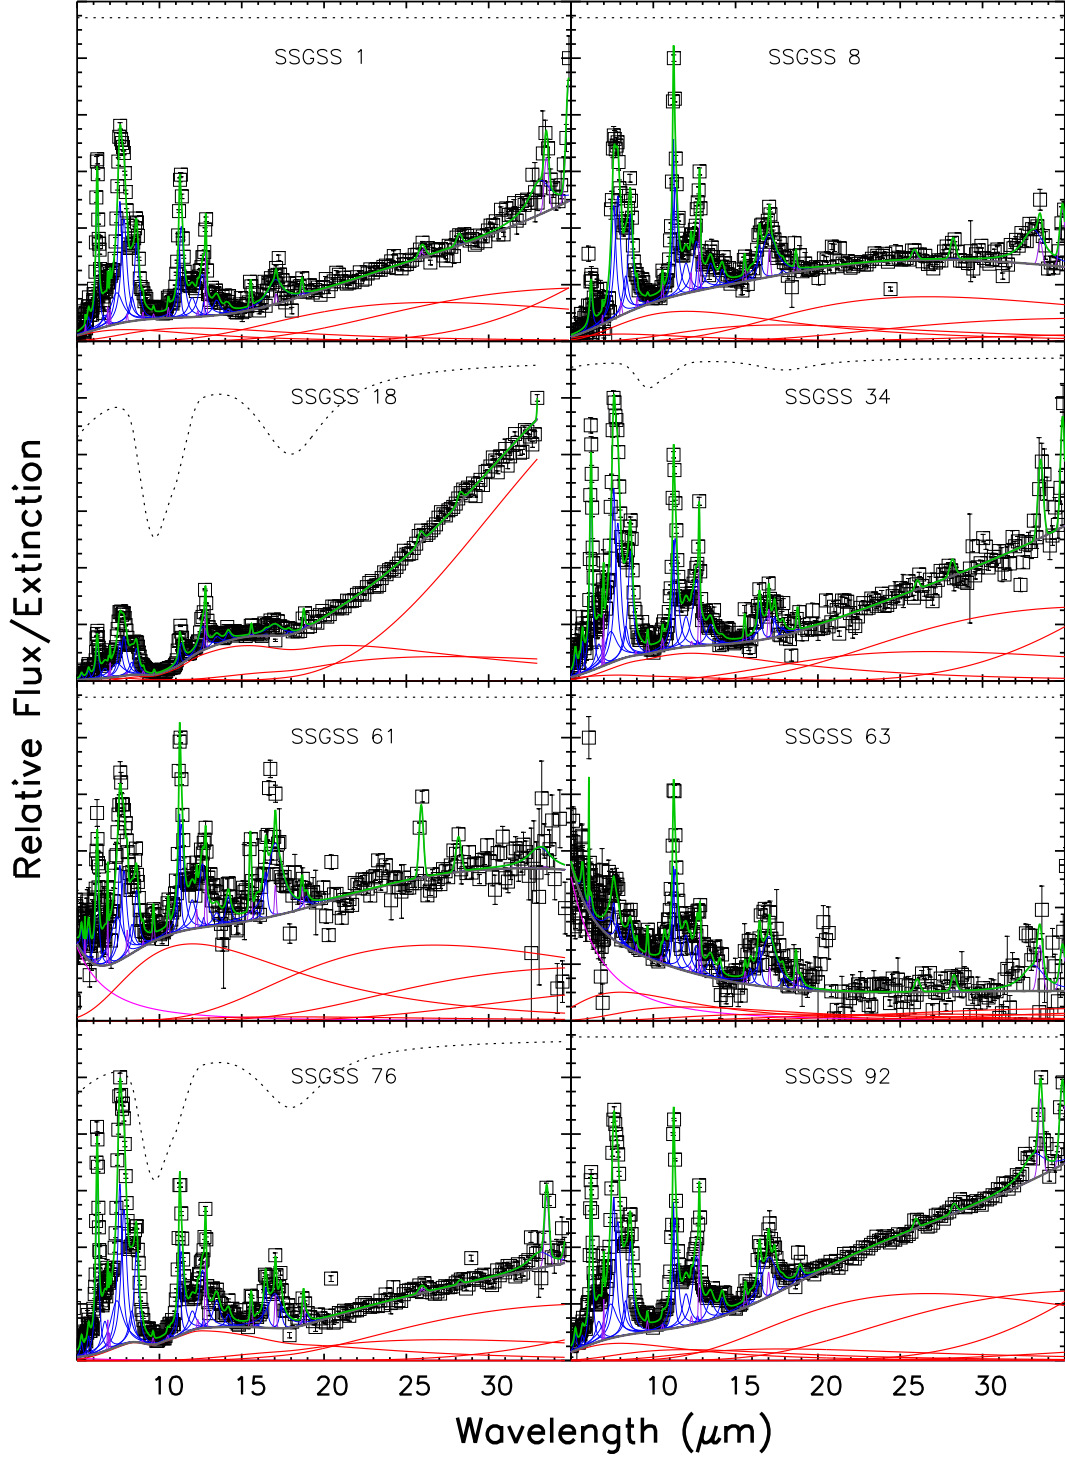 SSGSS 1
SSGSS 8
SSGSS 18
SSGSS 34
SSGSS 61
SSGSS 63
SSGSS 76
SSGSS 92
Relative Flux/Extinction
10 15 20 25 30 10 15 20 25 30
Wavelength (μm)